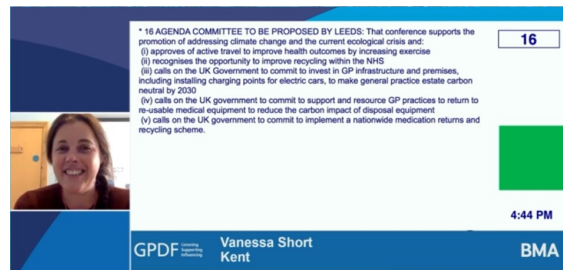 * 16 AGENDA COMMITTEE TO BE PROPOSED BY LEEDS: That conference supports the
promotion of addressing climate change and the current ecological crisis and:
(i) approves of active travel to improve health outcomes by increasing exercise
(ii) recognises the opportunity to improve recycling within the NHS
(iii) calls on the UK Government to commit to invest in GP infrastructure and premises,
including installing charging points for electric cars, to make general practice estate carbon
neutral by 2030
(iv) calls on the UK government to commit to support and resource GP practices to return to
re-usable medical equipment to reduce the carbon impact of disposal equipment
(v) calls on the UK government to commit to implement a nationwide medication returns and
recycling scheme.
16
4:44 PM
GPDF
Listening
Supporting
Influencing
Vanessa Short
Kent
BMA